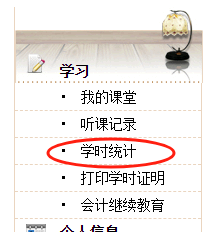 学习
· 我的课堂
· 听课记录
· 学时统计
· 打印学时证明
· 会计继续教育
个人信息